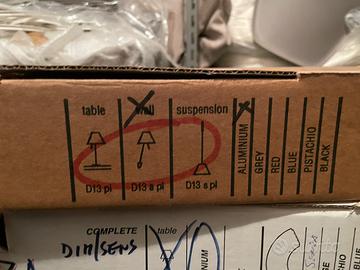 table wall suspension
D13 pl D13 a pl D13 s pl
ALUMINIUM
GREY
RED
BLUE
PISTACHIO
BLACK
COMPLETE table
DIM/SENS